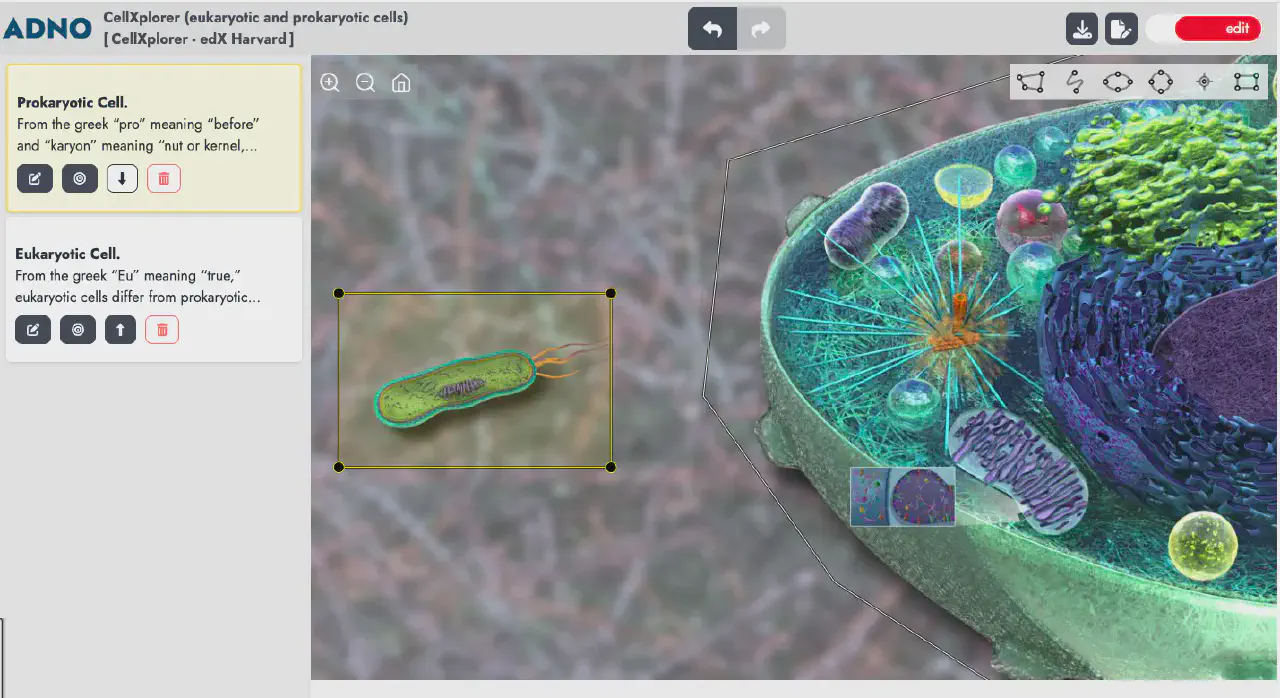 ADNO
CellXplorer (eukaryotic and prokaryotic cells)
[ CellXplorer · edX Harvard ]
edit
Prokaryotic Cell.
From the greek “pro” meaning “before”
and “karyon” meaning “nut or kernel,...
Eukaryotic Cell.
From the greek “Eu” meaning “true,”
eukaryotic cells differ from prokaryotic...